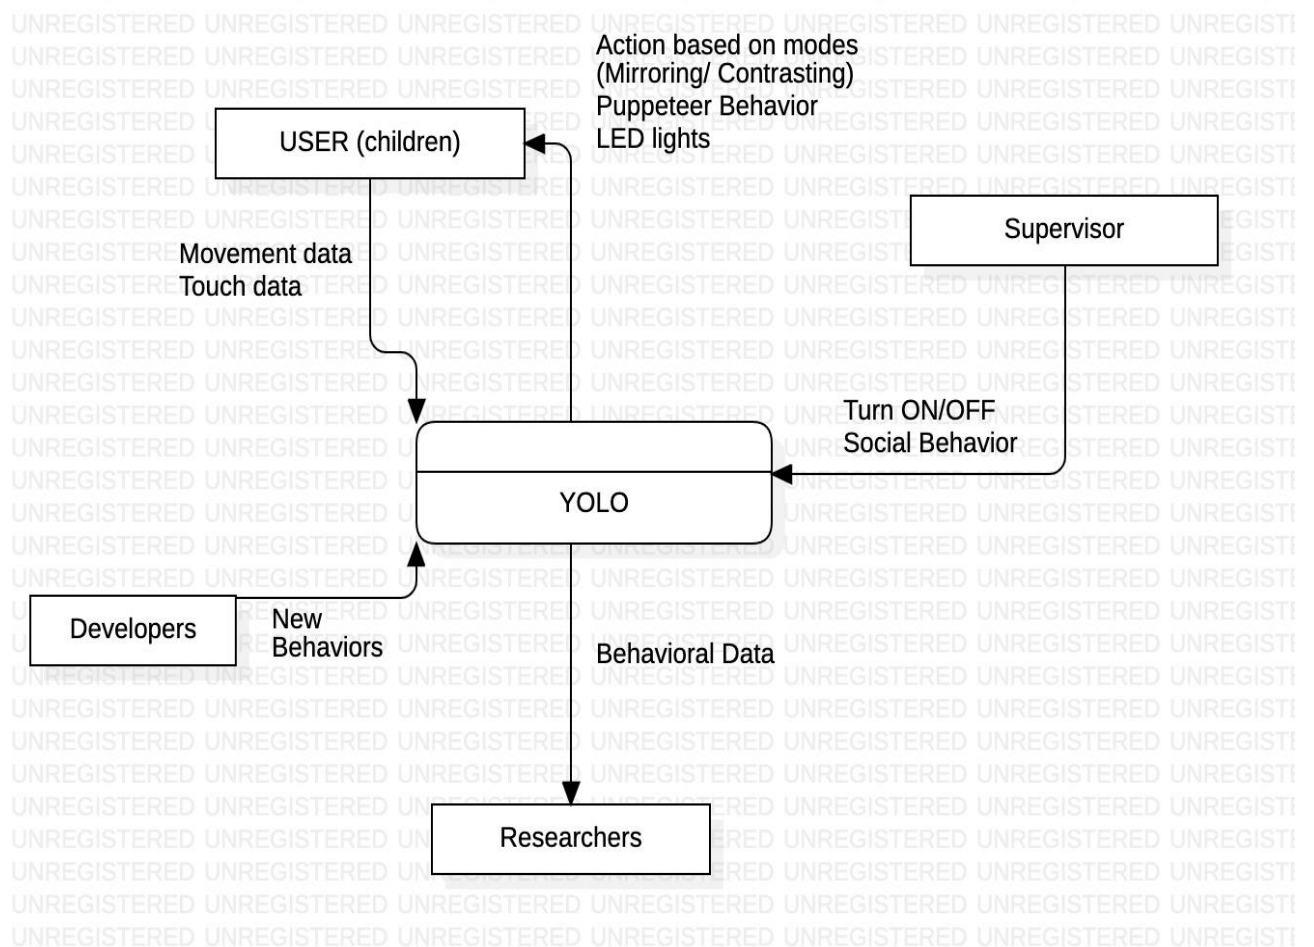 Action based on modes
(Mirroring/ Contrasting)
Puppeteer Behavior
LED lights
USER (children)
Supervisor
Movement data
Touch data
Turn ON/OFF
Social Behavior
YOLO
Developers
New
Behaviors
Behavioral Data
Researchers
UNREGISTERED